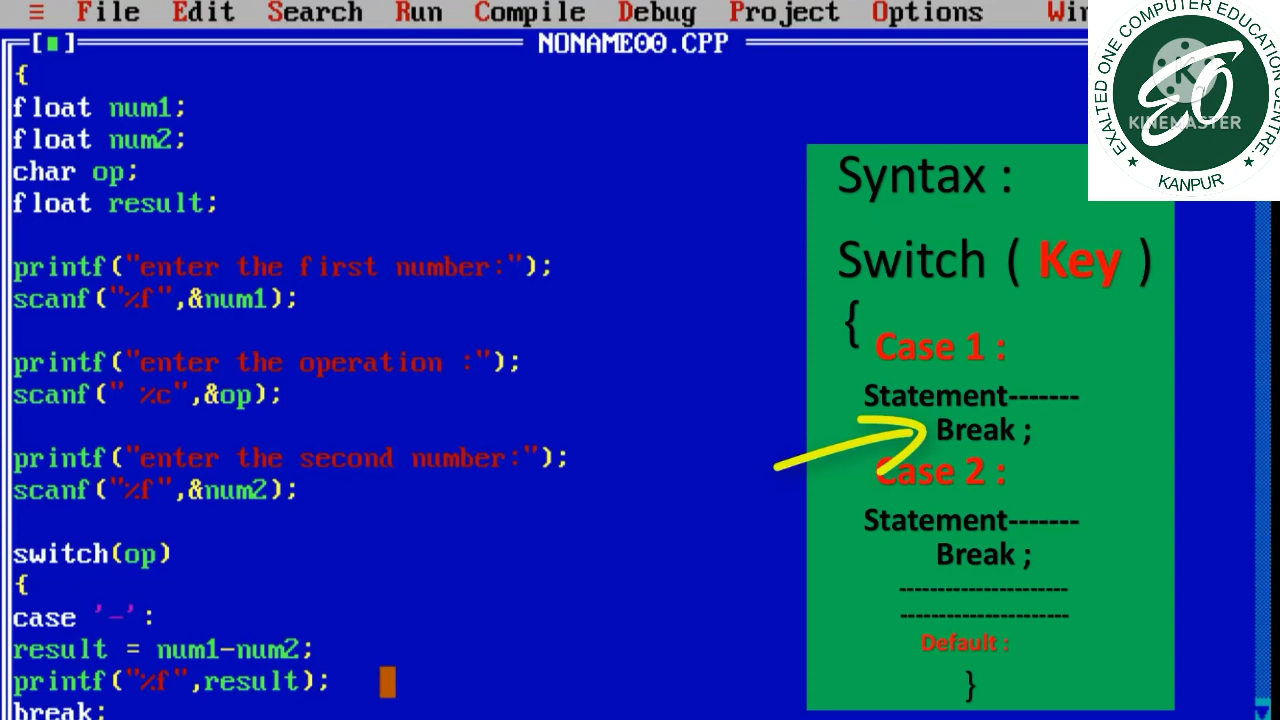 ≡ File Edit Search Run Compile Debug Project Options Win
[■] NONAME00.CPP
{
float num1;
float num2;
char op;
float result;
printf("enter the first number:");
scanf("%f",&num1);
printf("enter the operation :");
scanf(" %c",&op);
printf("enter the second number:");
scanf("%f",&num2);
switch(op)
{
case '-':
result = num1-num2;
printf("%f",result);
break;
Syntax :
Switch ( Key )
{
Case 1 :
Statement-------
Break ;
Case 2 :
Statement-------
Break ;
----------------------
----------------------
Default :
}
EXALTED ONE COMPUTER EDUCATION CENTRE.
EO
K
KINEMASTER
★ KANPUR ★